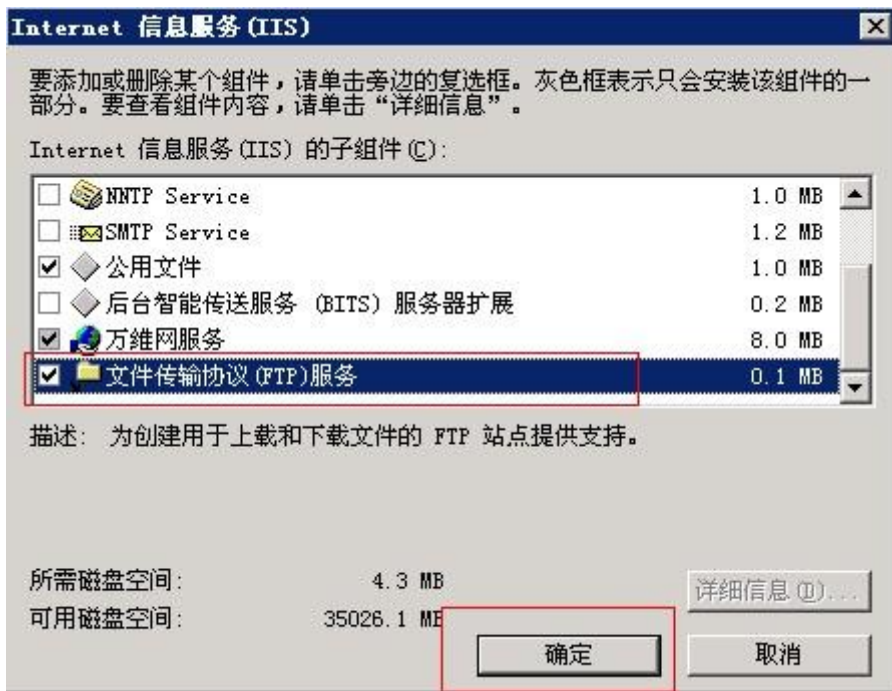 Internet 信息服务(IIS)
要添加或删除某个组件，请单击旁边的复选框。灰色框表示只会安装该组件的一
部分。要查看组件内容，请单击“详细信息”。
Internet 信息服务(IIS) 的子组件(C):
NNTP Service 1.0 MB
SMTP Service 1.2 MB
公用文件 1.0 MB
后台智能传送服务 (BITS) 服务器扩展 0.2 MB
万维网服务 8.0 MB
文件传输协议(FTP)服务 0.1 MB
描述: 为创建用于上载和下载文件的 FTP 站点提供支持。
所需磁盘空间: 4.3 MB
可用磁盘空间: 35026.1 MB
详细信息(D)...
确定 取消